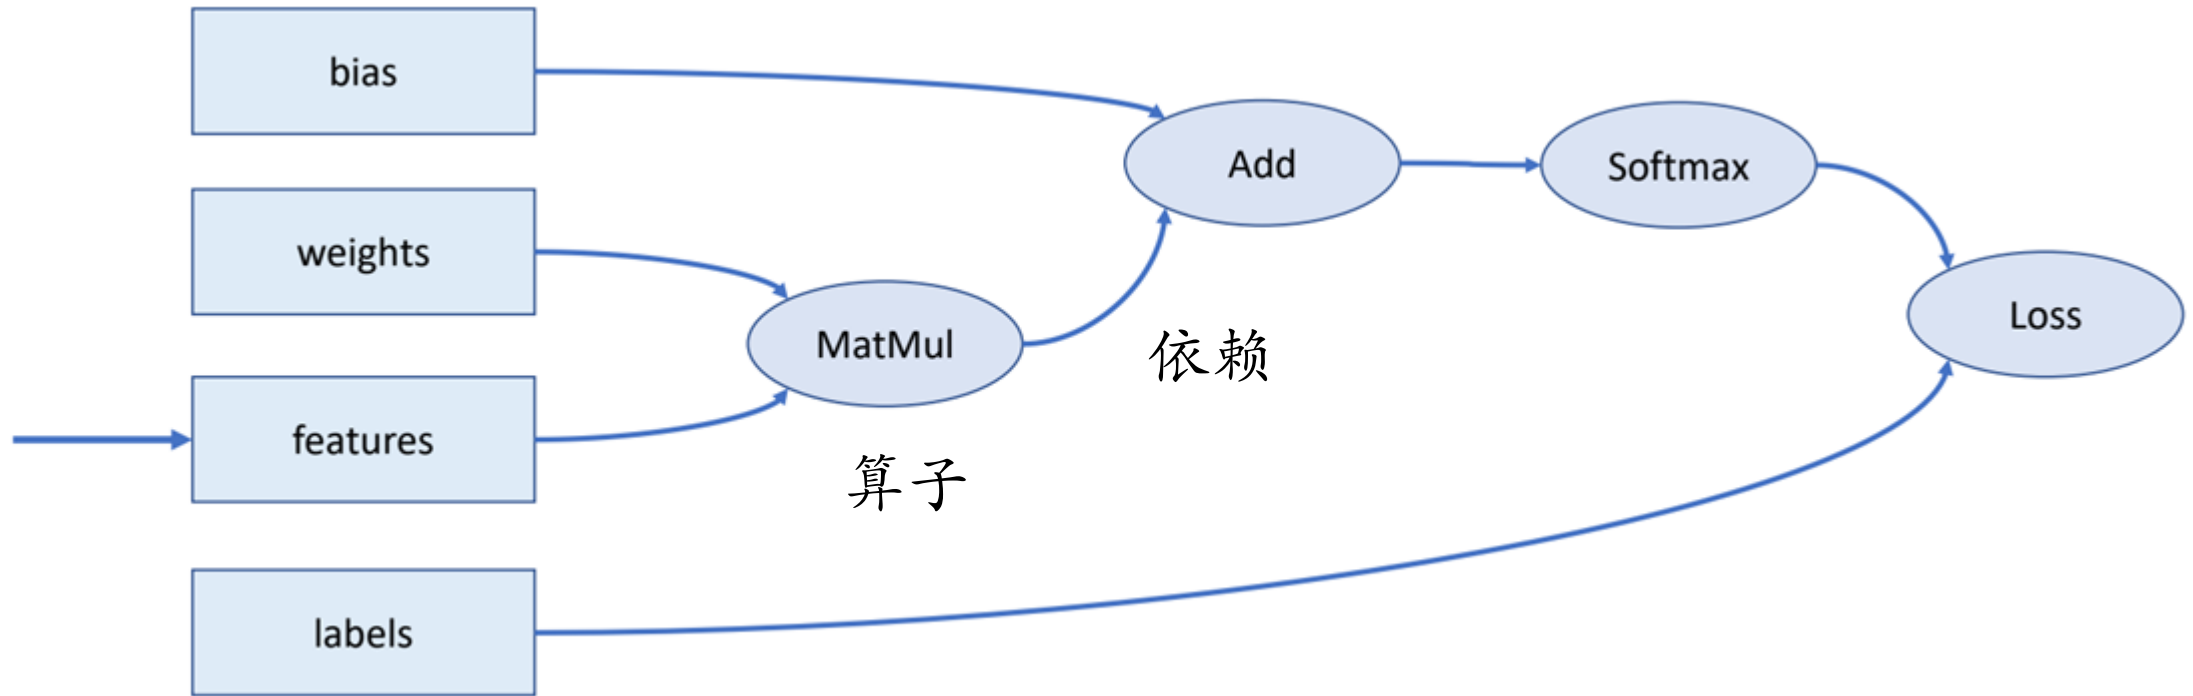 bias
Add
Softmax
weights
Loss
MatMul
依赖
features
算子
labels